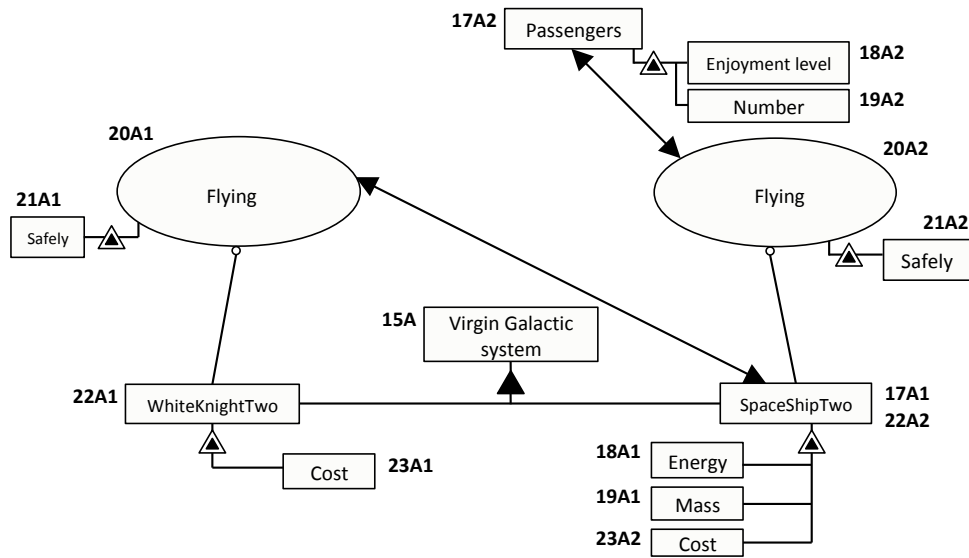 17A2
Passengers
Enjoyment level
18A2
Number
19A2
20A1
Flying
20A2
Flying
21A1
Safely
21A2
Safely
15A
Virgin Galactic
system
22A1
WhiteKnightTwo
SpaceShipTwo
17A1
22A2
Cost
23A1
18A1
Energy
19A1
Mass
23A2
Cost